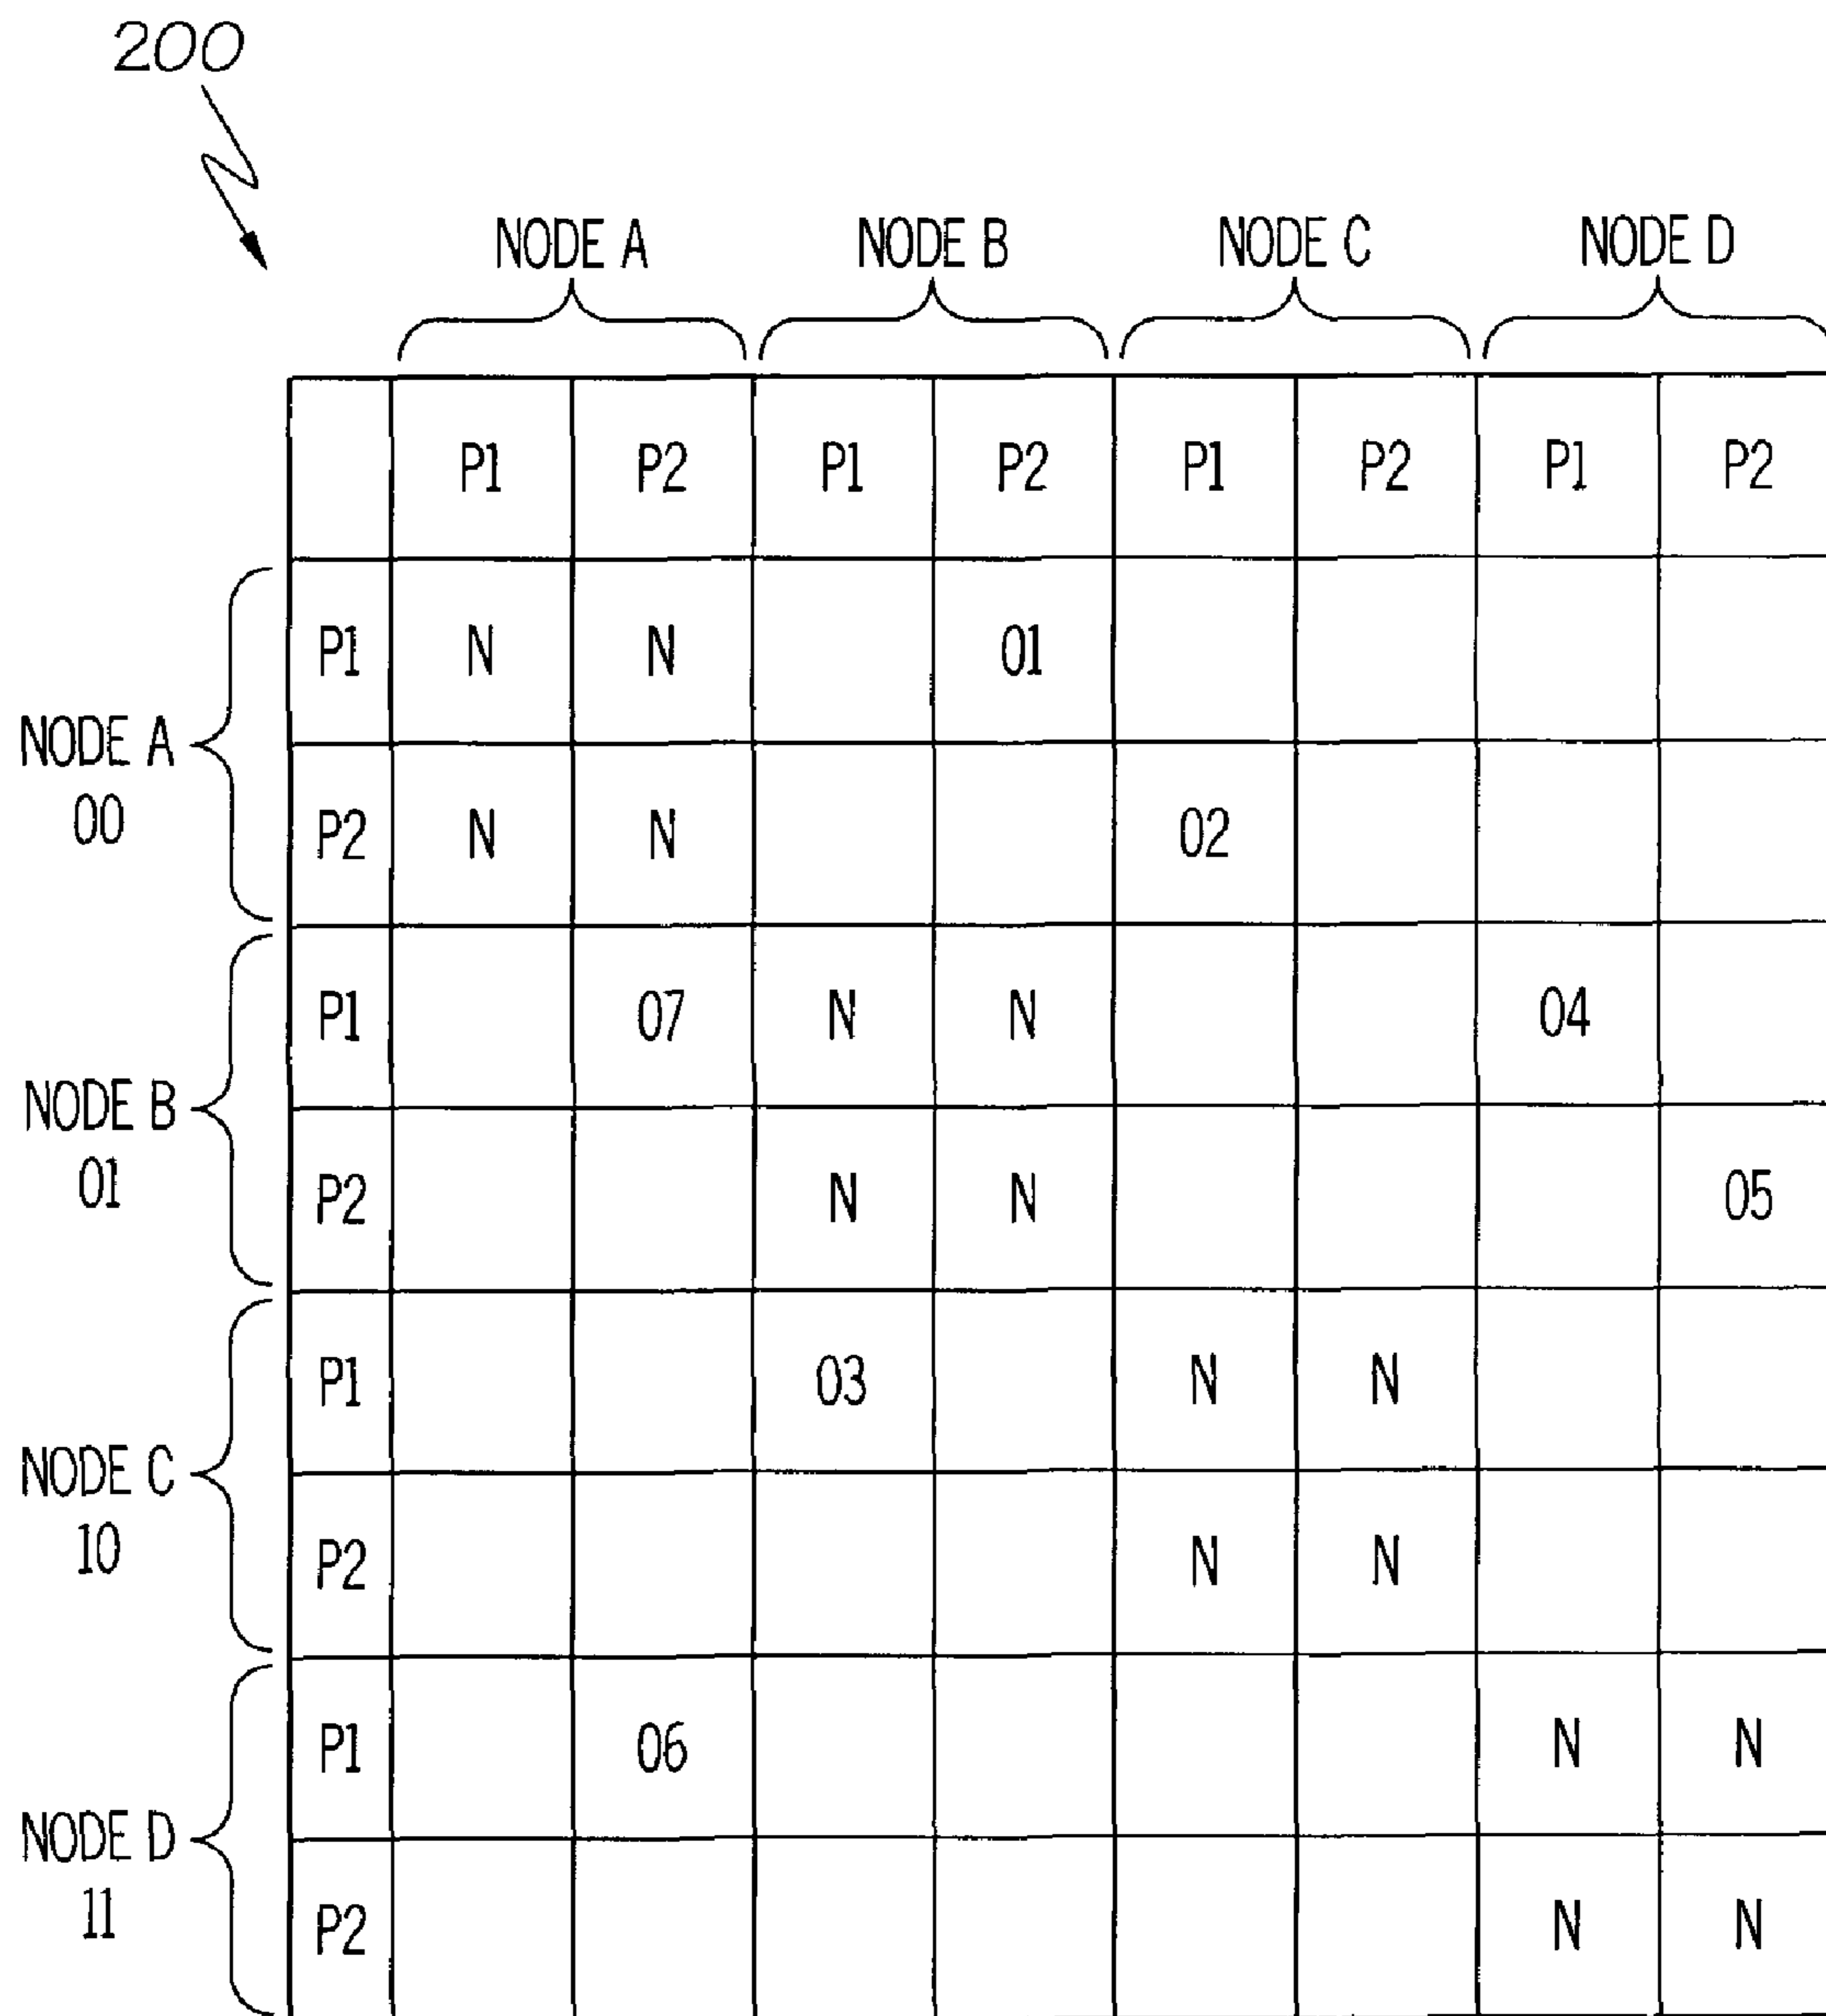 200
NODE A NODE B NODE C NODE D
P1 P2 P1 P2 P1 P2 P1 P2
P1 N N 01
NODE A
00
P2 N N 02
P1 07 N N 04
NODE B
01
P2 N N 05
P1 03 N N
NODE C
10
P2 N N
P1 06 N N
NODE D
11
P2 N N